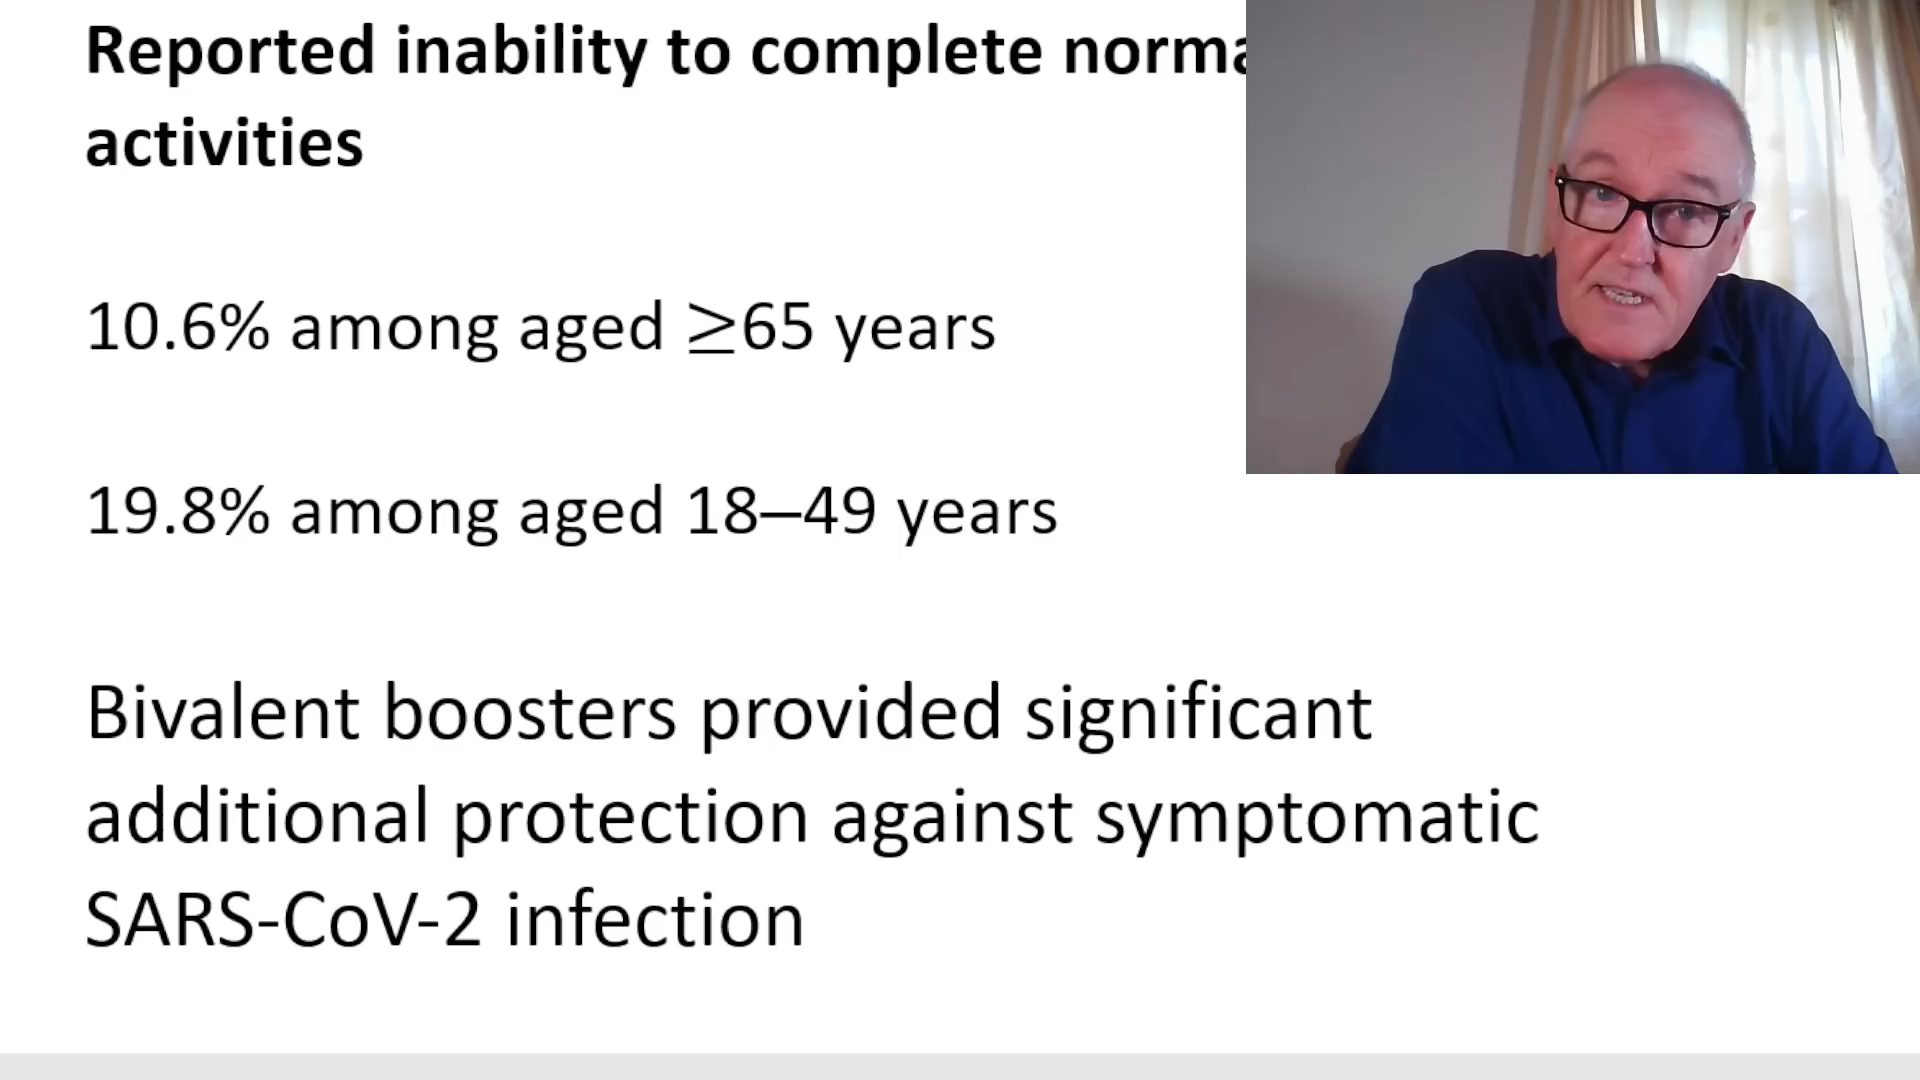 Reported inability to complete norma
activities
10.6% among aged ≥65 years
19.8% among aged 18–49 years
Bivalent boosters provided significant
additional protection against symptomatic
SARS-CoV-2 infection